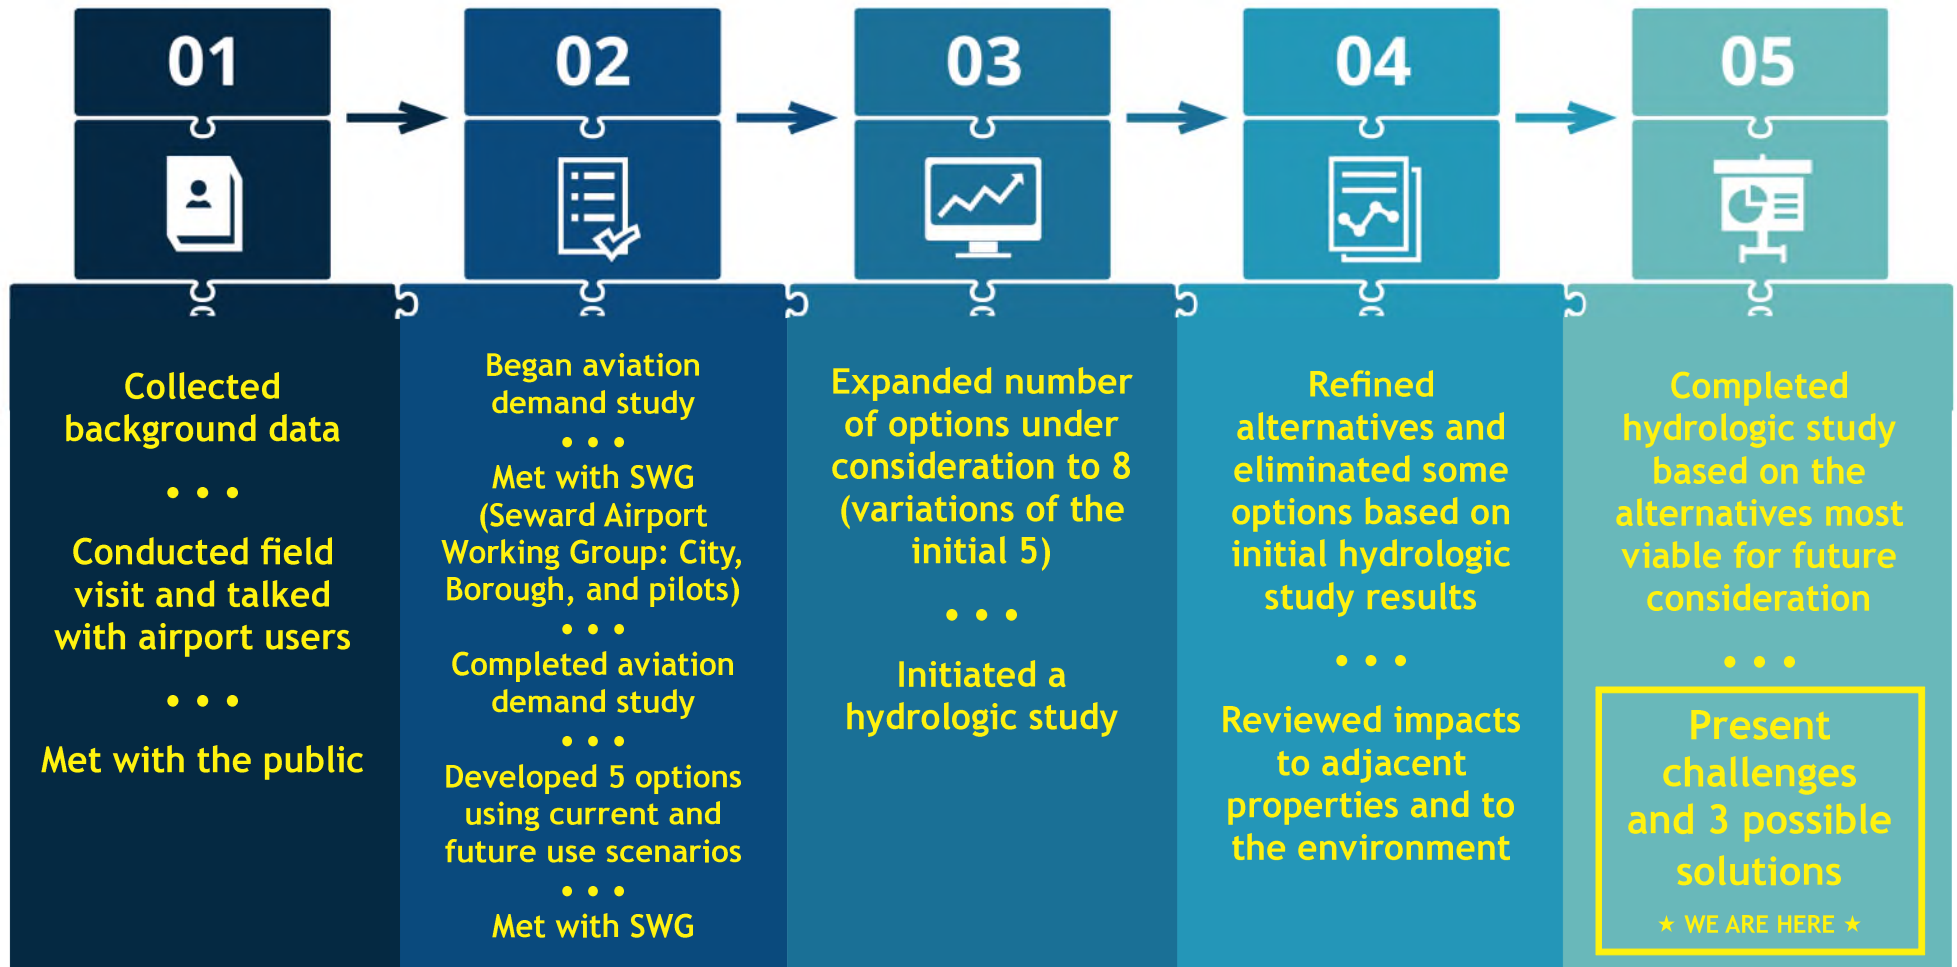 01
Collected
background data
• • •
Conducted field
visit and talked
with airport users
• • •
Met with the public
02
Began aviation
demand study
• • •
Met with SWG
(Seward Airport
Working Group: City,
Borough, and pilots)
• • •
Completed aviation
demand study
• • •
Developed 5 options
using current and
future use scenarios
• • •
Met with SWG
03
Expanded number
of options under
consideration to 8
(variations of the
initial 5)
• • •
Initiated a
hydrologic study
04
Refined
alternatives and
eliminated some
options based on
initial hydrologic
study results
• • •
Reviewed impacts
to adjacent
properties and to
the environment
05
Completed
hydrologic study
based on the
alternatives most
viable for future
consideration
• • •
Present
challenges
and 3 possible
solutions
★ WE ARE HERE ★